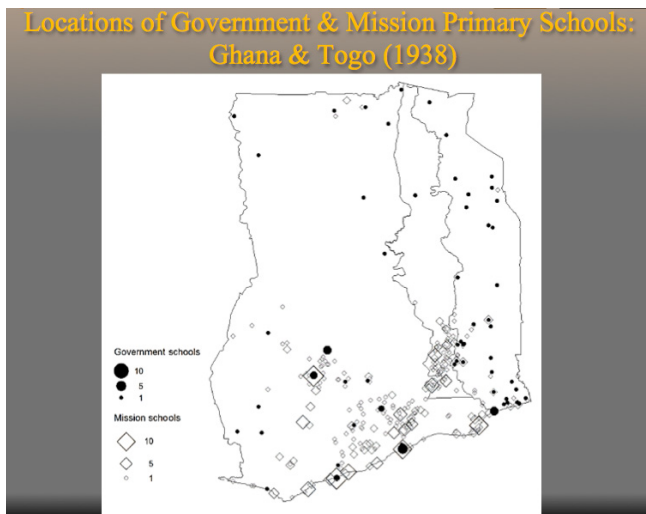 Locations of Government & Mission Primary Schools:
Ghana & Togo (1938)
Government schools
10
5
1
Mission schools
10
5
1